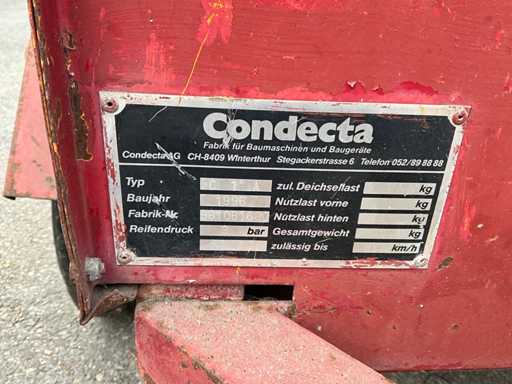 Condecta
Fabrik für Baumaschinen und Baugeräte
Condecta AG CH-8409 Winterthur Stegackerstrasse 6 Telefon 052/89 88 88
Typ zul. Deichsellast kg
Baujahr 1996 Nutzlast vorne kg
Fabrik-Nr. Nutzlast hinten kg
Reifendruck bar Gesamtgewicht kg
zulässig bis km/h